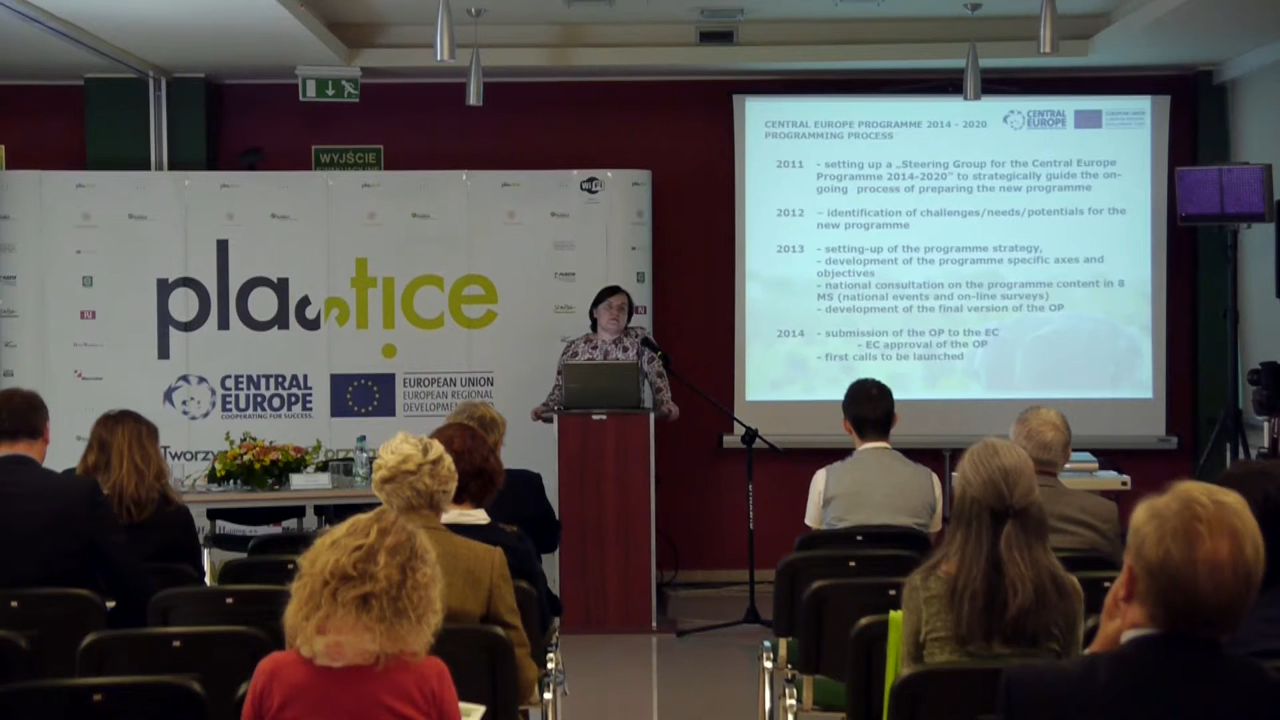 WYJŚCIE
WiFi
plastice
CENTRAL
EUROPE
COOPERATING FOR SUCCESS.
EUROPEAN UNION
EUROPEAN REGIONAL
DEVELOPME
Tworzy
CENTRAL EUROPE PROGRAMME 2014 - 2020
PROGRAMMING PROCESS
CENTRAL
EUROPE
EUROPEAN UNION
2011 - setting up a „Steering Group for the Central Europe
Programme 2014-2020" to strategically guide the on-
going process of preparing the new programme
2012 – identification of challenges/needs/potentials for the
new programme
2013 - setting-up of the programme strategy,
- development of the programme specific axes and
objectives
- national consultation on the programme content in 8
MS (national events and on-line surveys)
- development of the final version of the OP
2014 - submission of the OP to the EC
- EC approval of the OP
- first calls to be launched